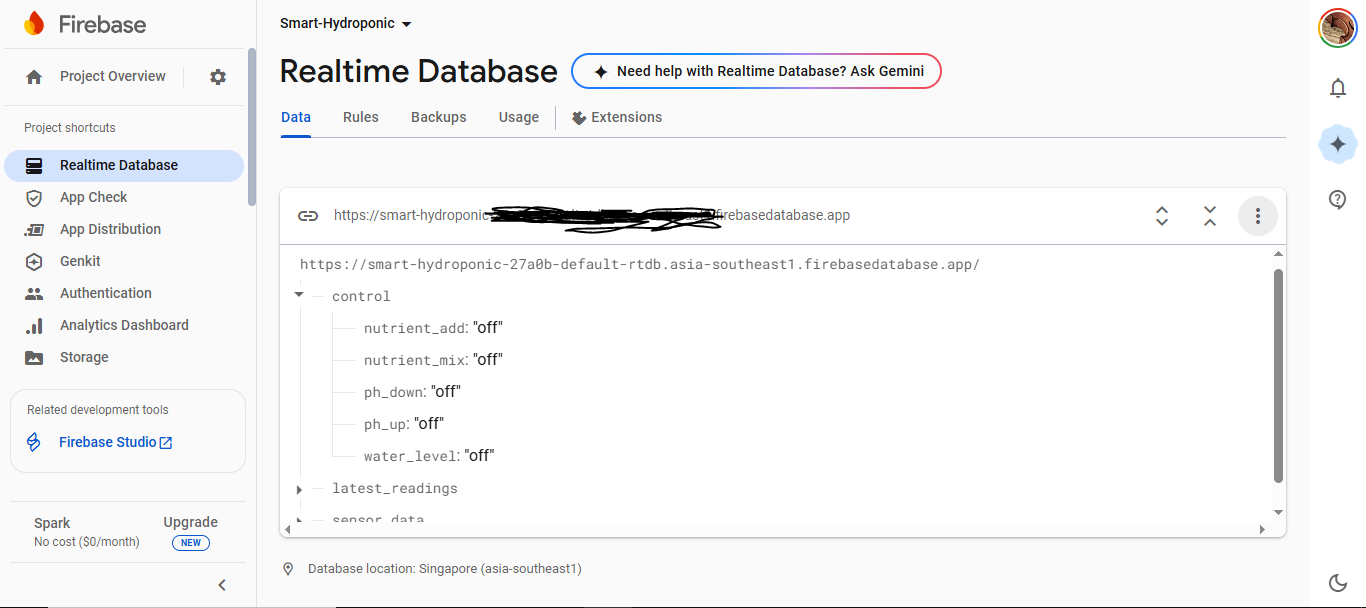 Firebase
Project Overview
Project shortcuts
Realtime Database
App Check
App Distribution
Genkit
Authentication
Analytics Dashboard
Storage
Related development tools
Firebase Studio
Spark
No cost ($0/month)
Upgrade
NEW
Smart-Hydroponic
Realtime Database
Need help with Realtime Database? Ask Gemini
Data Rules Backups Usage Extensions
https://smart-hydroponic firebasedatabase.app
https://smart-hydroponic-27a0b-default-rtdb.asia-southeast1.firebasedatabase.app/
control
nutrient_add: "off"
nutrient_mix: "off"
ph_down: "off"
ph_up: "off"
water_level: "off"
latest_readings
sensor_data
Database location: Singapore (asia-southeast1)